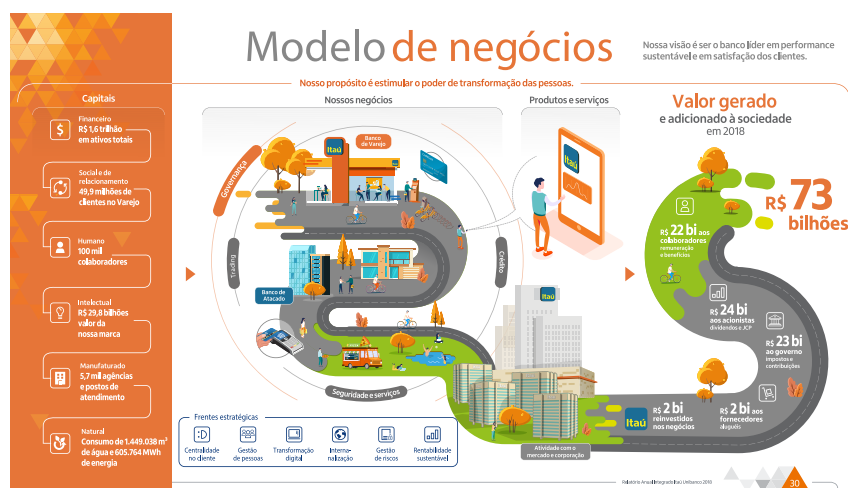 Modelo de negócios
Nossa visão é ser o banco líder em performance
sustentável e em satisfação dos clientes.
Nosso propósito é estimular o poder de transformação das pessoas.
Capitais
Financeiro
R$ 1,6 trilhão
em ativos totais
Social e de
relacionamento
49,9 milhões de
clientes no Varejo
Humano
100 mil
colaboradores
Intelectual
R$ 29,8 bilhões
valor da
nossa marca
Manufaturado
5,7 mil agências
e postos de
atendimento
Natural
Consumo de 1.449.038 m³
de água e 605.764 MWh
de energia
Nossos negócios
Governança
Itaú
Banco
de Varejo
Trading
Crédito
Banco de
Atacado
Seguridade e serviços
Produtos e serviços
Itaú
Itaú
Atividade com o
mercado e corporação
Frentes estratégicas
Centralidade
no cliente
Gestão
de pessoas
Transformação
digital
Interna-
nalização
Gestão
de riscos
Rentabilidade
sustentável
Valor gerado
e adicionado à sociedade
em 2018
R$ 73
bilhões
R$ 22 bi aos
colaboradores
remuneração
e benefícios
R$ 24 bi
aos acionistas
dividendos e JCP
R$ 23 bi
ao governo
impostos e
contribuições
Itaú
R$ 2 bi
reinvestidos
nos negócios
R$ 2 bi aos
fornecedores
aluguéis
Relatório Anual Integrado Itaú Unibanco 2018
30